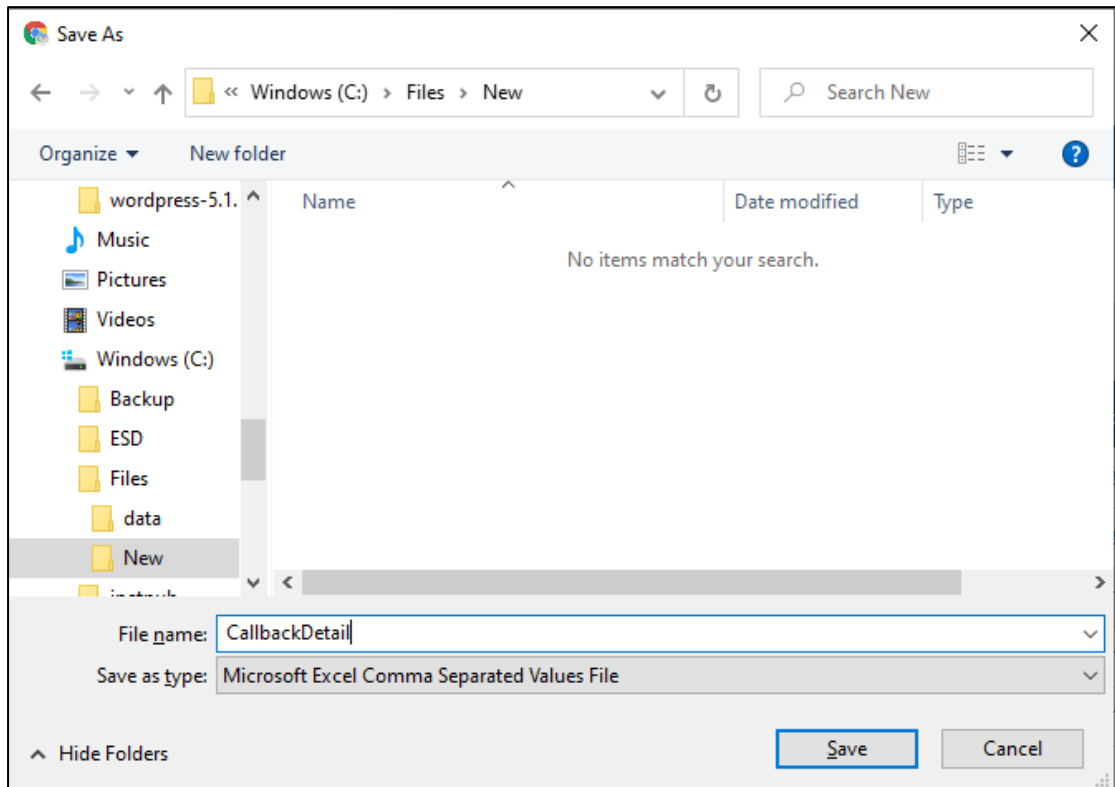 Save As
« Windows (C:) > Files > New
Search New
Organize
New folder
?
wordpress-5.1.
Name
Date modified
Type
Music
No items match your search.
Pictures
Videos
Windows (C:)
Backup
ESD
Files
data
New
File name: CallbackDetail
Save as type: Microsoft Excel Comma Separated Values File
Hide Folders
Save
Cancel